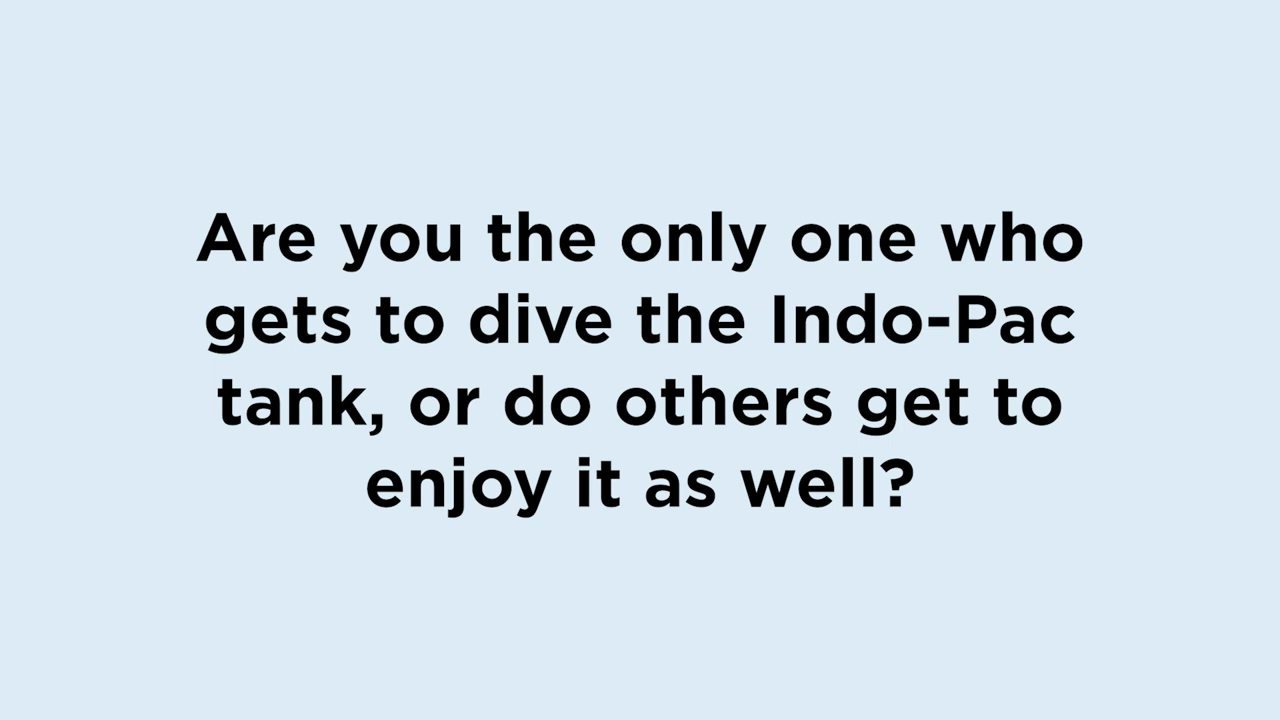 Are you the only one who
gets to dive the Indo-Pac
tank, or do others get to
enjoy it as well?